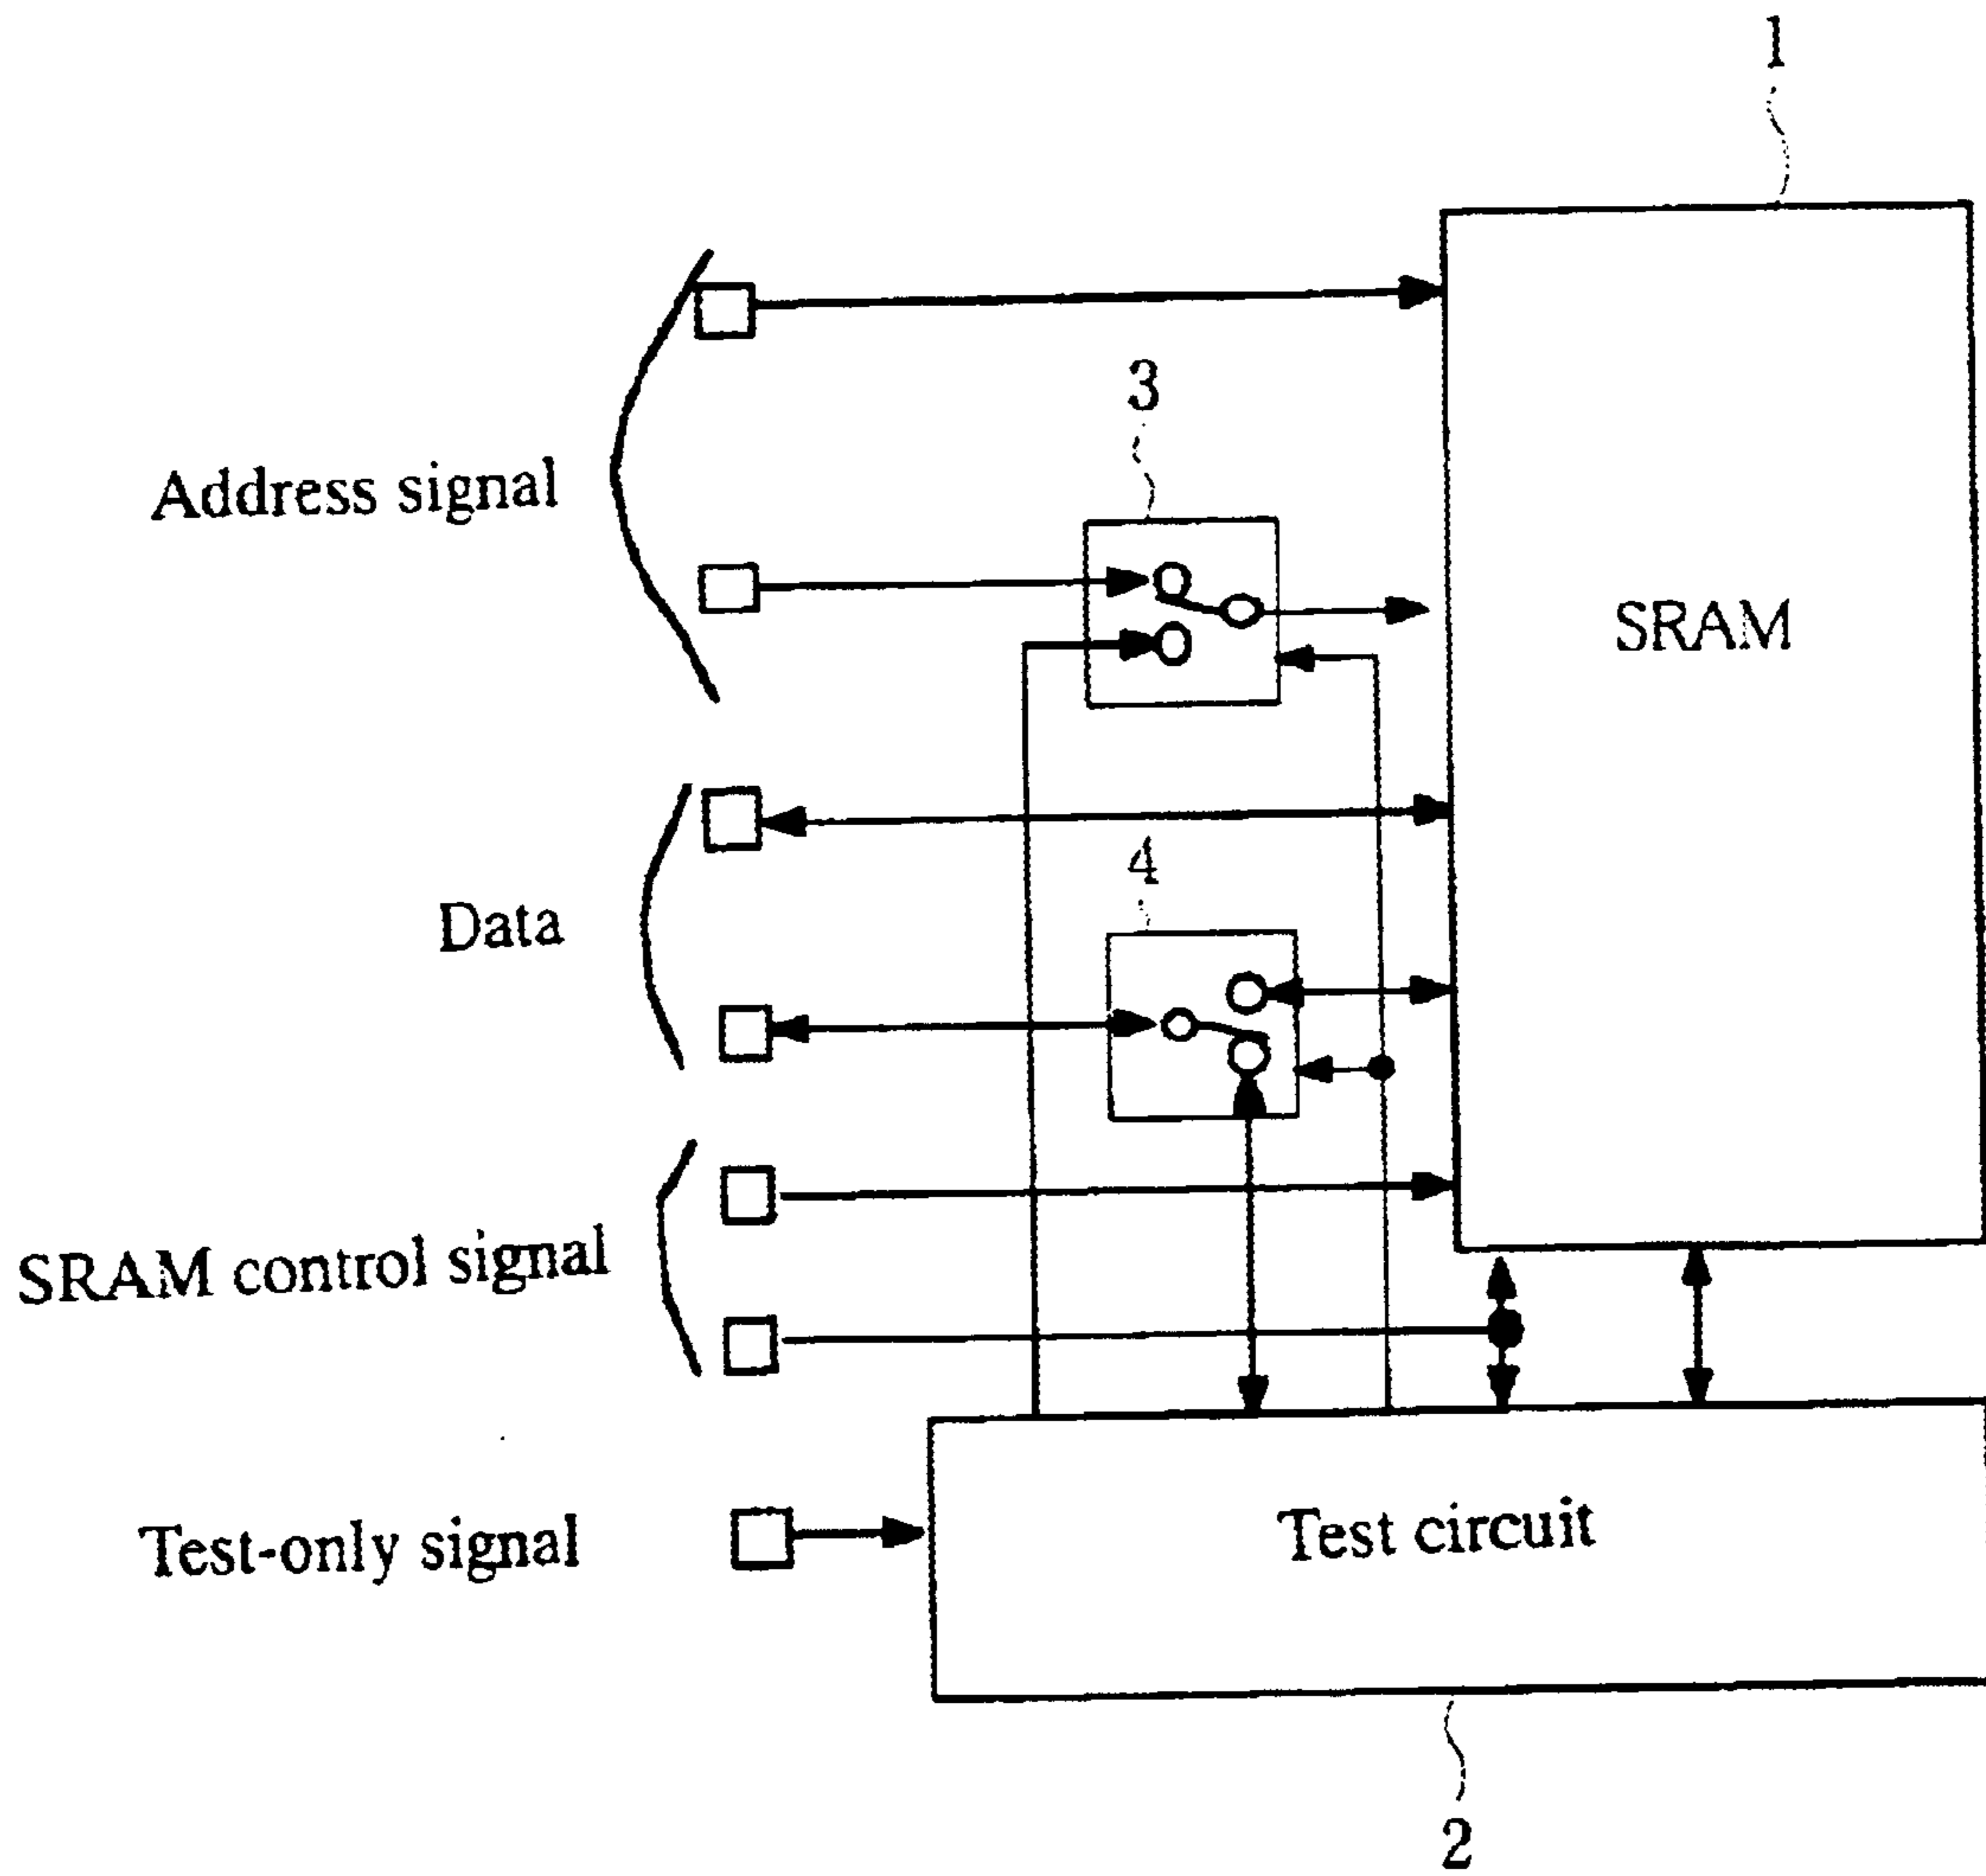 1
3
Address signal
SRAM
4
Data
SRAM control signal
Test-only signal
Test circuit
2